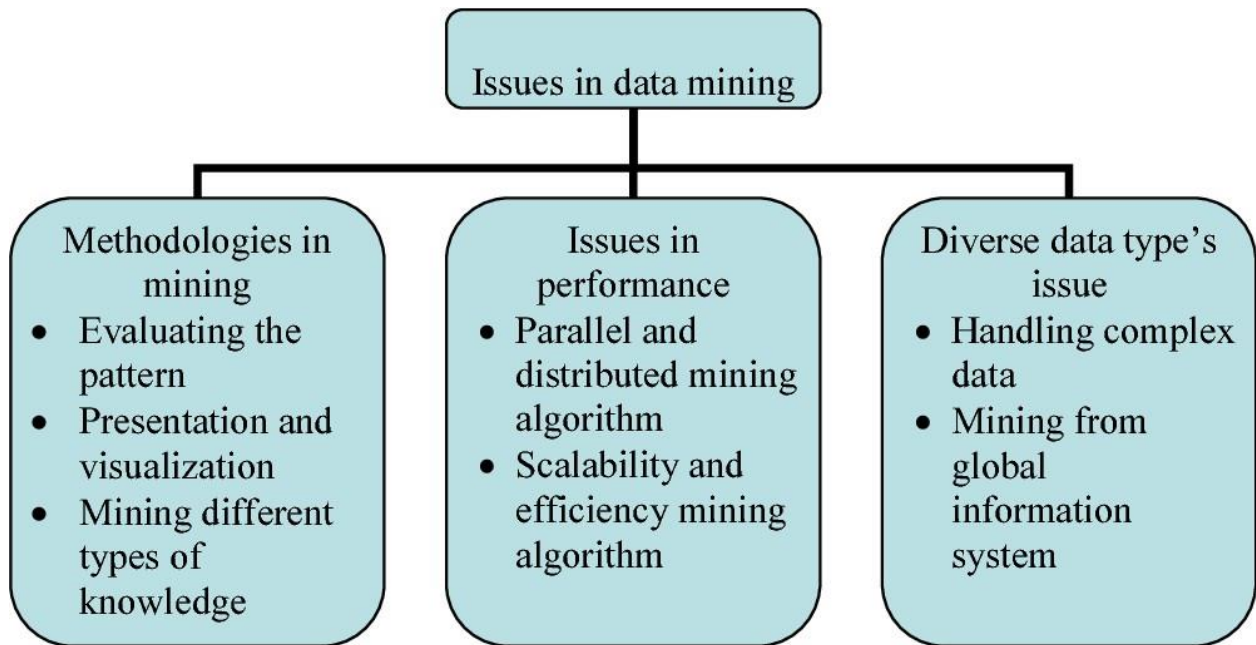 Issues in data mining
Methodologies in
mining
• Evaluating the
pattern
• Presentation and
visualization
• Mining different
types of
knowledge
Issues in
performance
• Parallel and
distributed mining
algorithm
• Scalability and
efficiency mining
algorithm
Diverse data type’s
issue
• Handling complex
data
• Mining from
global
information
system